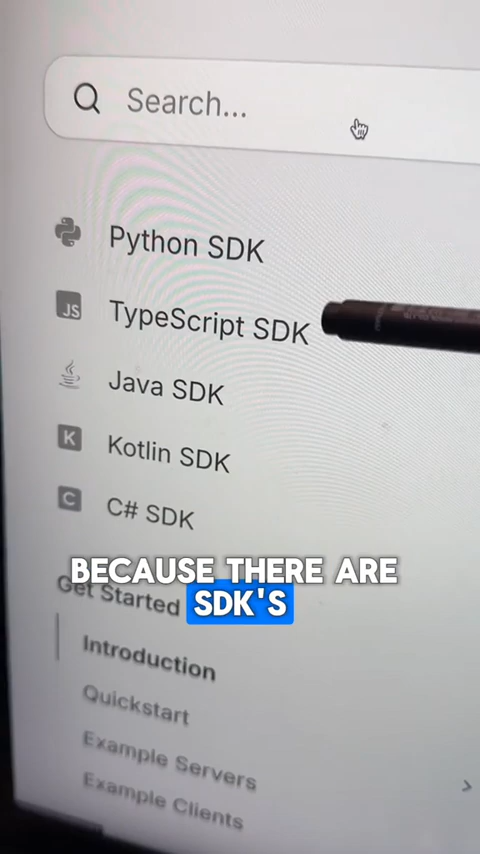 Search...
Python SDK
JS
TypeScript SDK
Java SDK
K
Kotlin SDK
C
C# SDK
BECAUSE THERE ARE
SDK'S
Get Started
Introduction
Quickstart
Example Servers
Example Clients